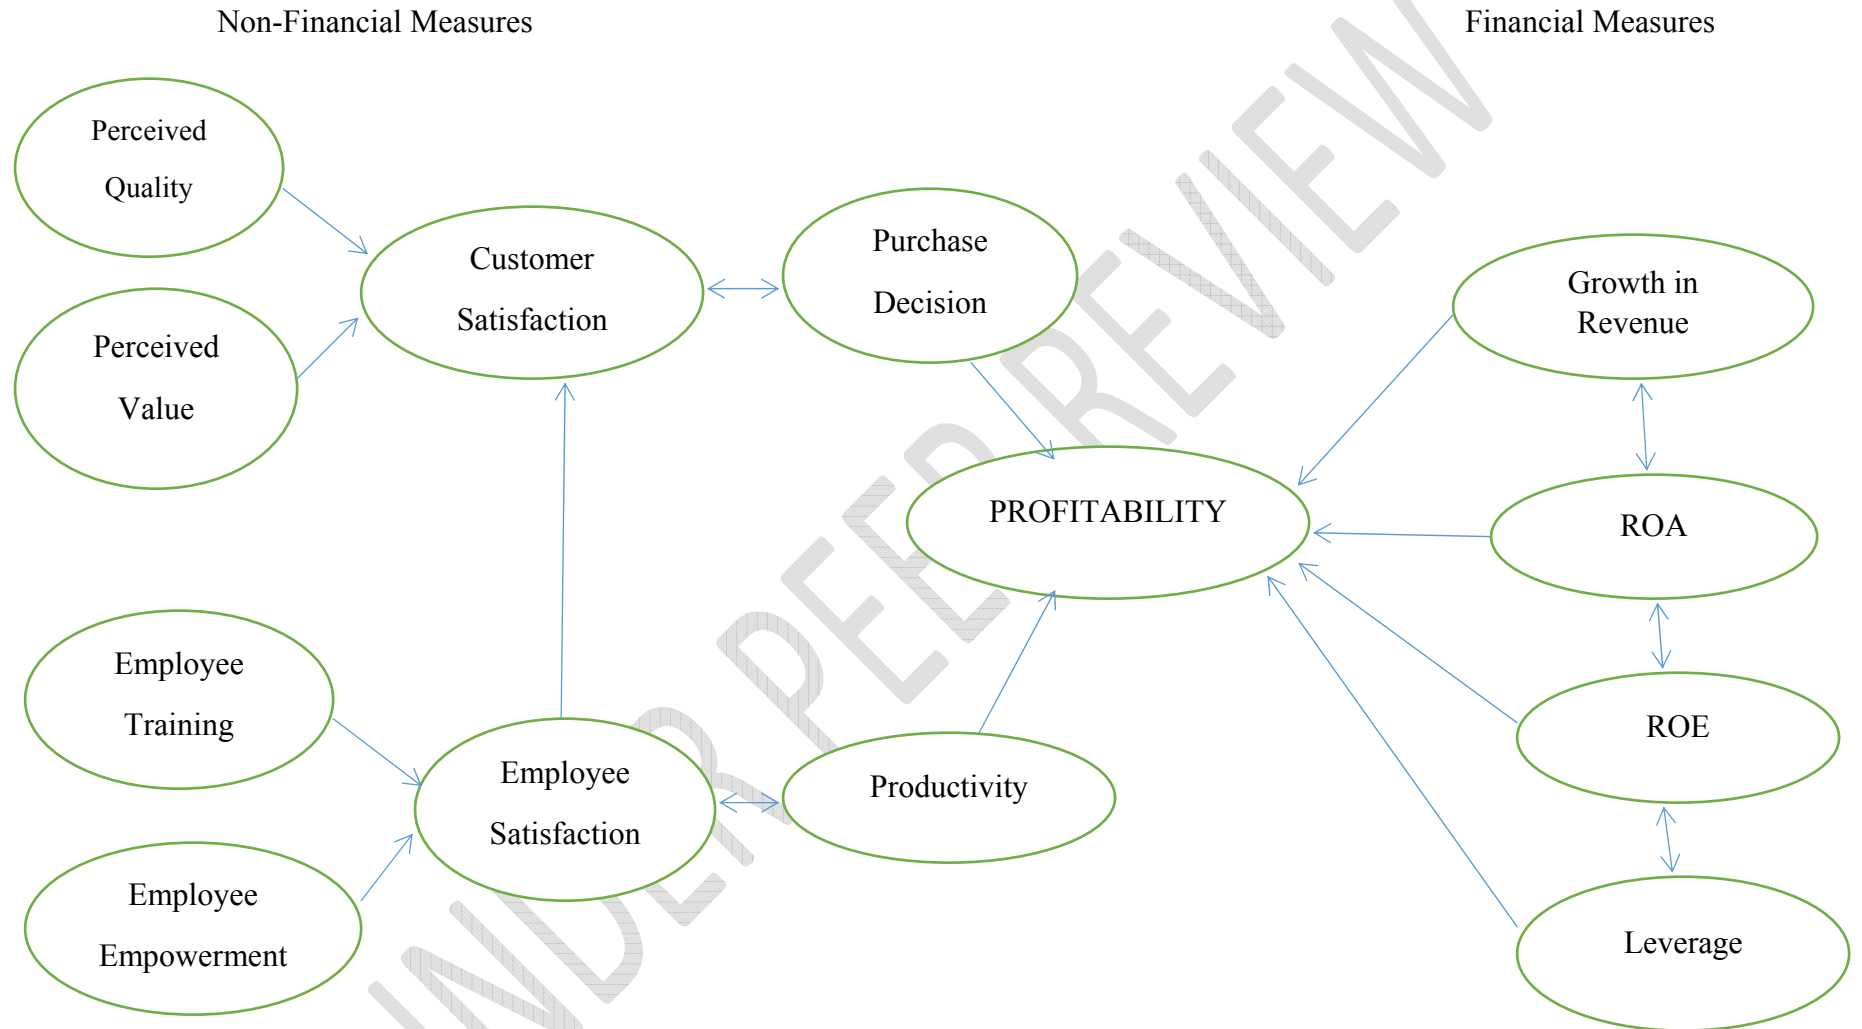 Non-Financial Measures
Financial Measures
Perceived
Quality
Customer
Satisfaction
Purchase
Decision
Growth in
Revenue
Perceived
Value
PROFITABILITY
ROA
Employee
Training
Employee
Satisfaction
Productivity
ROE
Employee
Empowerment
Leverage
UNDER PEER REVIEW